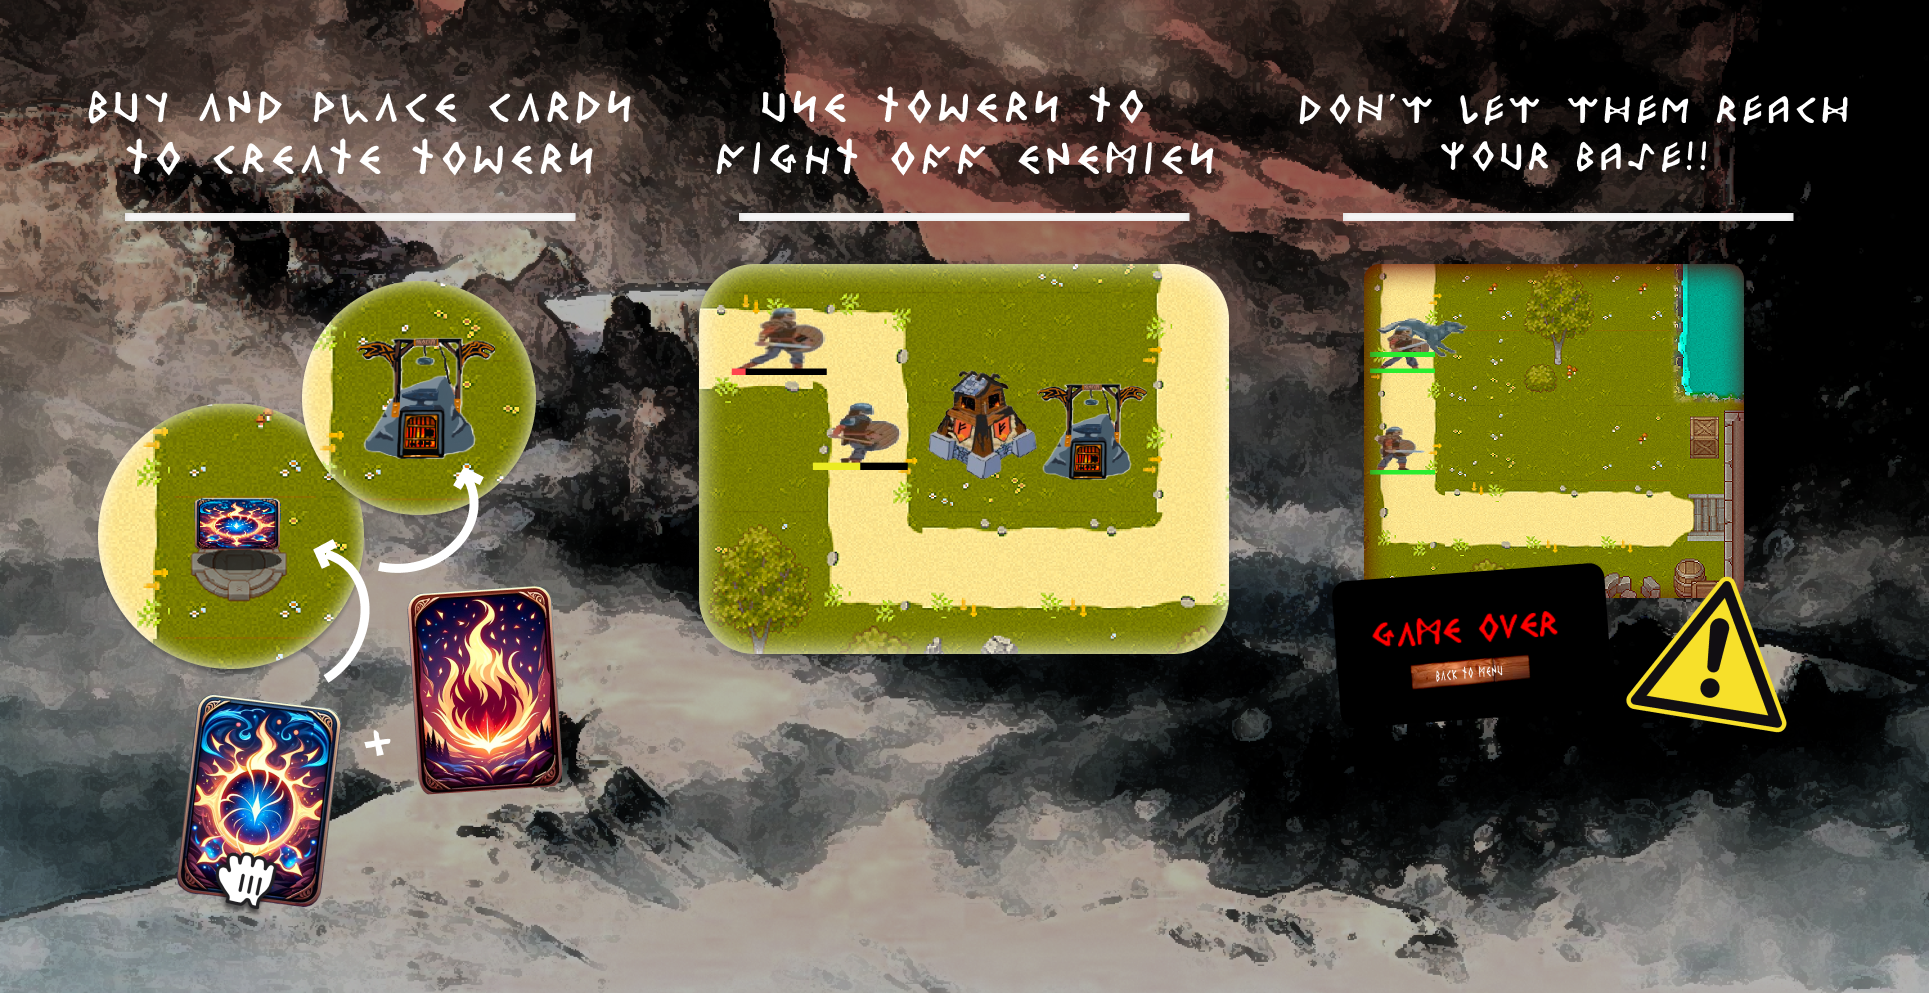 BUY AND PLACE CARDS
TO CREATE TOWERS
USE TOWERS TO
FIGHT OFF ENEMIES
DON'T LET THEM REACH
YOUR BASE!!
+
GAME OVER
BACK TO MENU